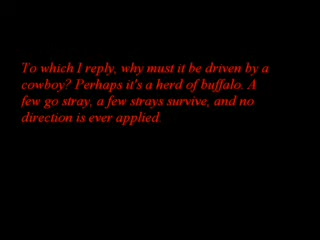 To which I reply, why must it be driven by a
cowboy? Perhaps it's a herd of buffalo. A
few go stray, a few strays survive, and no
direction is ever applied.